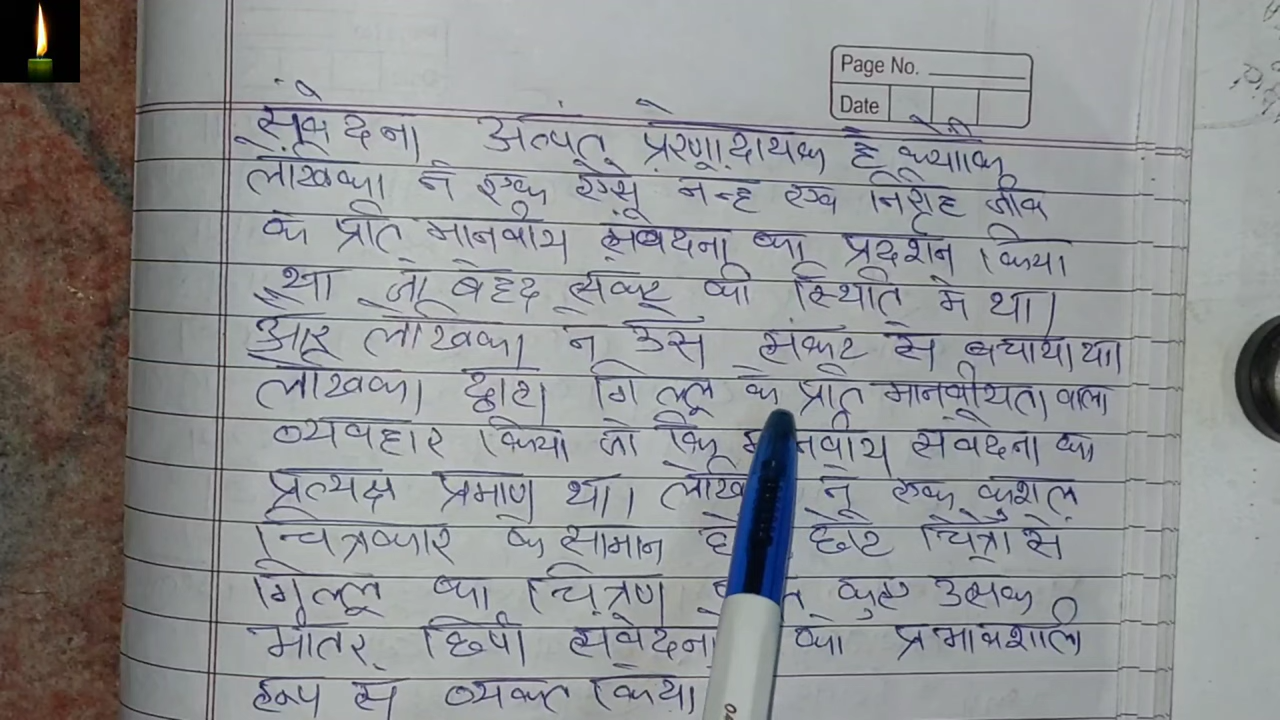 Page No.
Date
संवेदना अत्यंत प्रेरणादायक है क्योंकि
लेखिका ने एक ऐसे नन्हे एवं निरीह जीव
के प्रति मानवीय संवेदना का प्रदर्शन किया
था जो बेहद संकट की स्थिति में था।
और लेखिका ने उसे संकट से बचाया था।
लेखिका द्वारा गिल्लू के प्रति मानवीयता वाला
व्यवहार किया जो कि मानवीय संवेदना का
प्रत्यक्ष प्रमाण था। ने एक कुशल
चित्रकार के सामान छोटे चित्रों से
गिल्लू का चित्रण हुए उसके
भीतर छिपी संवेदना को प्रभावशाली
रूप से व्यक्त किया